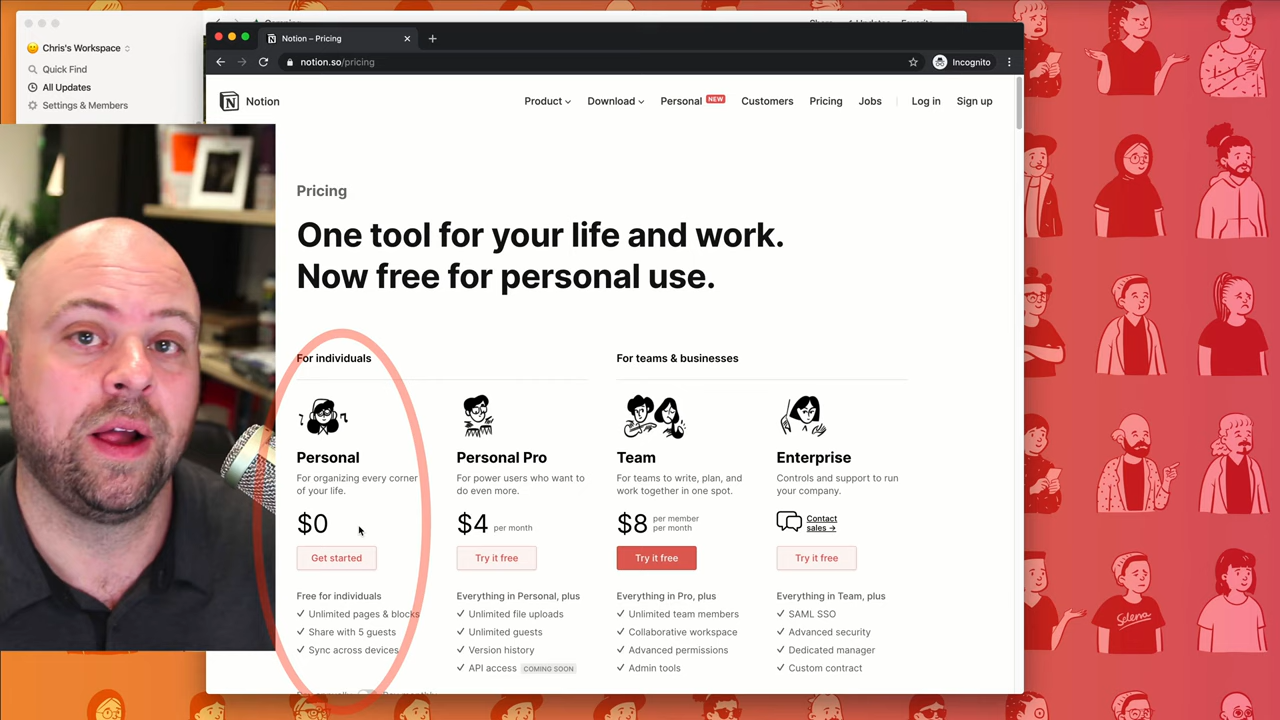 Chris's Workspace
Quick Find
All Updates
Settings & Members
Notion – Pricing
notion.so/pricing
Incognito
Notion
Product
Download
Personal NEW
Customers
Pricing
Jobs
Log in
Sign up
Pricing
One tool for your life and work.
Now free for personal use.
For individuals
For teams & businesses
Personal
For organizing every corner
of your life.
$0
Get started
Free for individuals
Unlimited pages & blocks
Share with 5 guests
Sync across devices
Personal Pro
For power users who want to
do even more.
$4 per month
Try it free
Everything in Personal, plus
Unlimited file uploads
Unlimited guests
Version history
API access COMING SOON
Team
For teams to write, plan, and
work together in one spot.
$8 per member
per month
Try it free
Everything in Pro, plus
Unlimited team members
Collaborative workspace
Advanced permissions
Admin tools
Enterprise
Controls and support to run
your company.
Contact
sales →
Try it free
Everything in Team, plus
SAML SSO
Advanced security
Dedicated manager
Custom contract
Selena